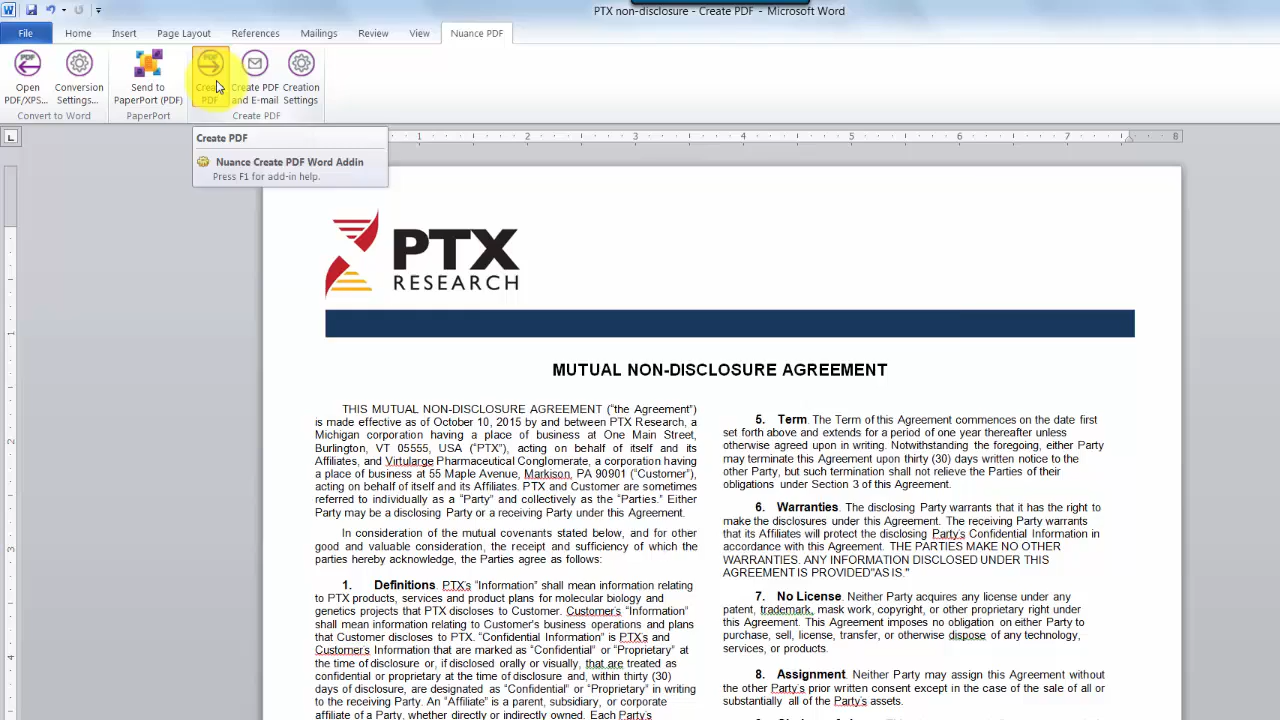 PTX non-disclosure - Create PDF - Microsoft Word
File Home Insert Page Layout References Mailings Review View Nuance PDF
Open PDF/XPS...
Conversion Settings...
Send to PaperPort (PDF)
Create PDF
Create PDF and E-mail
Creation Settings
Convert to Word PaperPort Create PDF
Create PDF
Nuance Create PDF Word Addin
Press F1 for add-in help.
1 2 3 4 5 6 7 8
1
2
3
4
PTX
RESEARCH
MUTUAL NON-DISCLOSURE AGREEMENT
THIS MUTUAL NON-DISCLOSURE AGREEMENT (“the Agreement”)
is made effective as of October 10, 2015 by and between PTX Research, a
Michigan corporation having a place of business at One Main Street,
Burlington, VT 05555, USA (“PTX”), acting on behalf of itself and its
Affiliates, and Virtularge Pharmaceutical Conglomerate, a corporation having
a place of business at 55 Maple Avenue, Markison, PA 90901 (“Customer”),
acting on behalf of itself and its Affiliates. PTX and Customer are sometimes
referred to individually as a “Party” and collectively as the “Parties.” Either
Party may be a disclosing Party or a receiving Party under this Agreement.
In consideration of the mutual covenants stated below, and for other
good and valuable consideration, the receipt and sufficiency of which the
parties hereby acknowledge, the Parties agree as follows:
1. Definitions. PTX's “Information” shall mean information relating
to PTX products, services and product plans for molecular biology and
genetics projects that PTX discloses to Customer. Customer's “Information”
shall mean information relating to Customer's business operations and plans
that Customer discloses to PTX. “Confidential Information” is PTX's and
Customer's Information that are marked as “Confidential” or “Proprietary” at
the time of disclosure or, if disclosed orally or visually, that are treated as
confidential or proprietary at the time of disclosure and, within thirty (30)
days of disclosure, are designated as “Confidential” or “Proprietary” in writing
to the receiving Party. An “Affiliate” is a parent, subsidiary, or corporate
affiliate of a Party, whether directly or indirectly owned. Each Party's
5. Term. The Term of this Agreement commences on the date first
set forth above and extends for a period of one year thereafter unless
otherwise agreed upon in writing. Notwithstanding the foregoing, either Party
may terminate this Agreement upon thirty (30) days written notice to the
other Party, but such termination shall not relieve the Parties of their
obligations under Section 3 of this Agreement.
6. Warranties. The disclosing Party warrants that it has the right to
make the disclosures under this Agreement. The receiving Party warrants
that its Affiliates will protect the disclosing Party's Confidential Information in
accordance with this Agreement. THE PARTIES MAKE NO OTHER
WARRANTIES. ANY INFORMATION DISCLOSED UNDER THIS
AGREEMENT IS PROVIDED"AS IS."
7. No License. Neither Party acquires any license under any
patent, trademark, mask work, copyright, or other proprietary right under
this Agreement. This Agreement imposes no obligation on either Party to
purchase, sell, license, transfer, or otherwise dispose of any technology,
services, or products.
8. Assignment. Neither Party may assign this Agreement without
the other Party's prior written consent except in the case of the sale of all or
substantially all of the Party's assets.